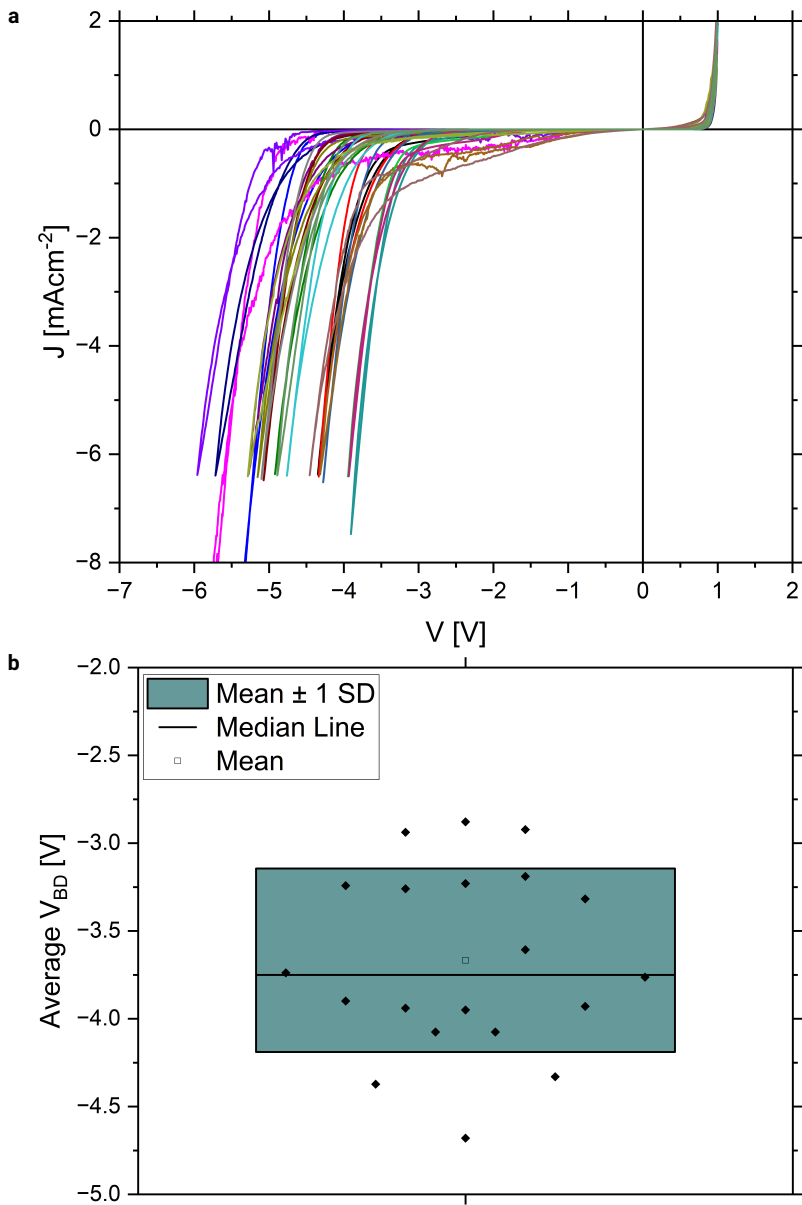 a
2
0
−2
−4
−6
−8
J [mAcm⁻²]
−7 −6 −5 −4 −3 −2 −1 0 1 2
V [V]
b
−2.0
−2.5
−3.0
−3.5
−4.0
−4.5
−5.0
Average V_BD [V]
Mean ± 1 SD
Median Line
Mean